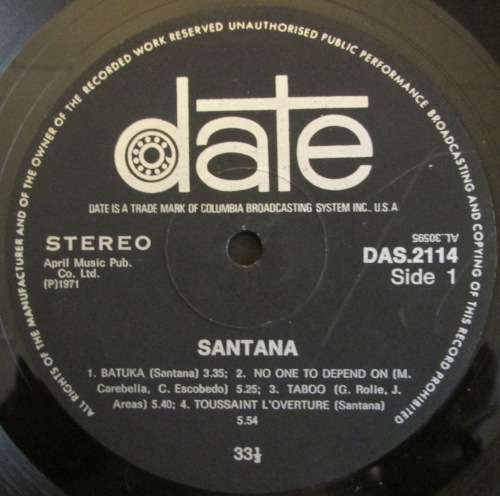 ALL RIGHTS OF THE MANUFACTURER AND OF THE OWNER OF THE RECORDED WORK RESERVED UNAUTHORISED PUBLIC PERFORMANCE BROADCASTING AND COPYING OF THIS RECORD PROHIBITED
date
DATE IS A TRADE MARK OF COLUMBIA BROADCASTING SYSTEM INC., U.S.A
STEREO
April Music Pub.
Co. Ltd.
(P)1971
AL.30595
DAS.2114
Side 1
SANTANA
1. BATUKA (Santana) 3.35; 2. NO ONE TO DEPEND ON (M.
Carebella, C. Escobedo) 5.25; 3. TABOO (G. Rolie, J.
Areas) 5.40; 4. TOUSSAINT L'OVERTURE (Santana)
5.54
33⅓